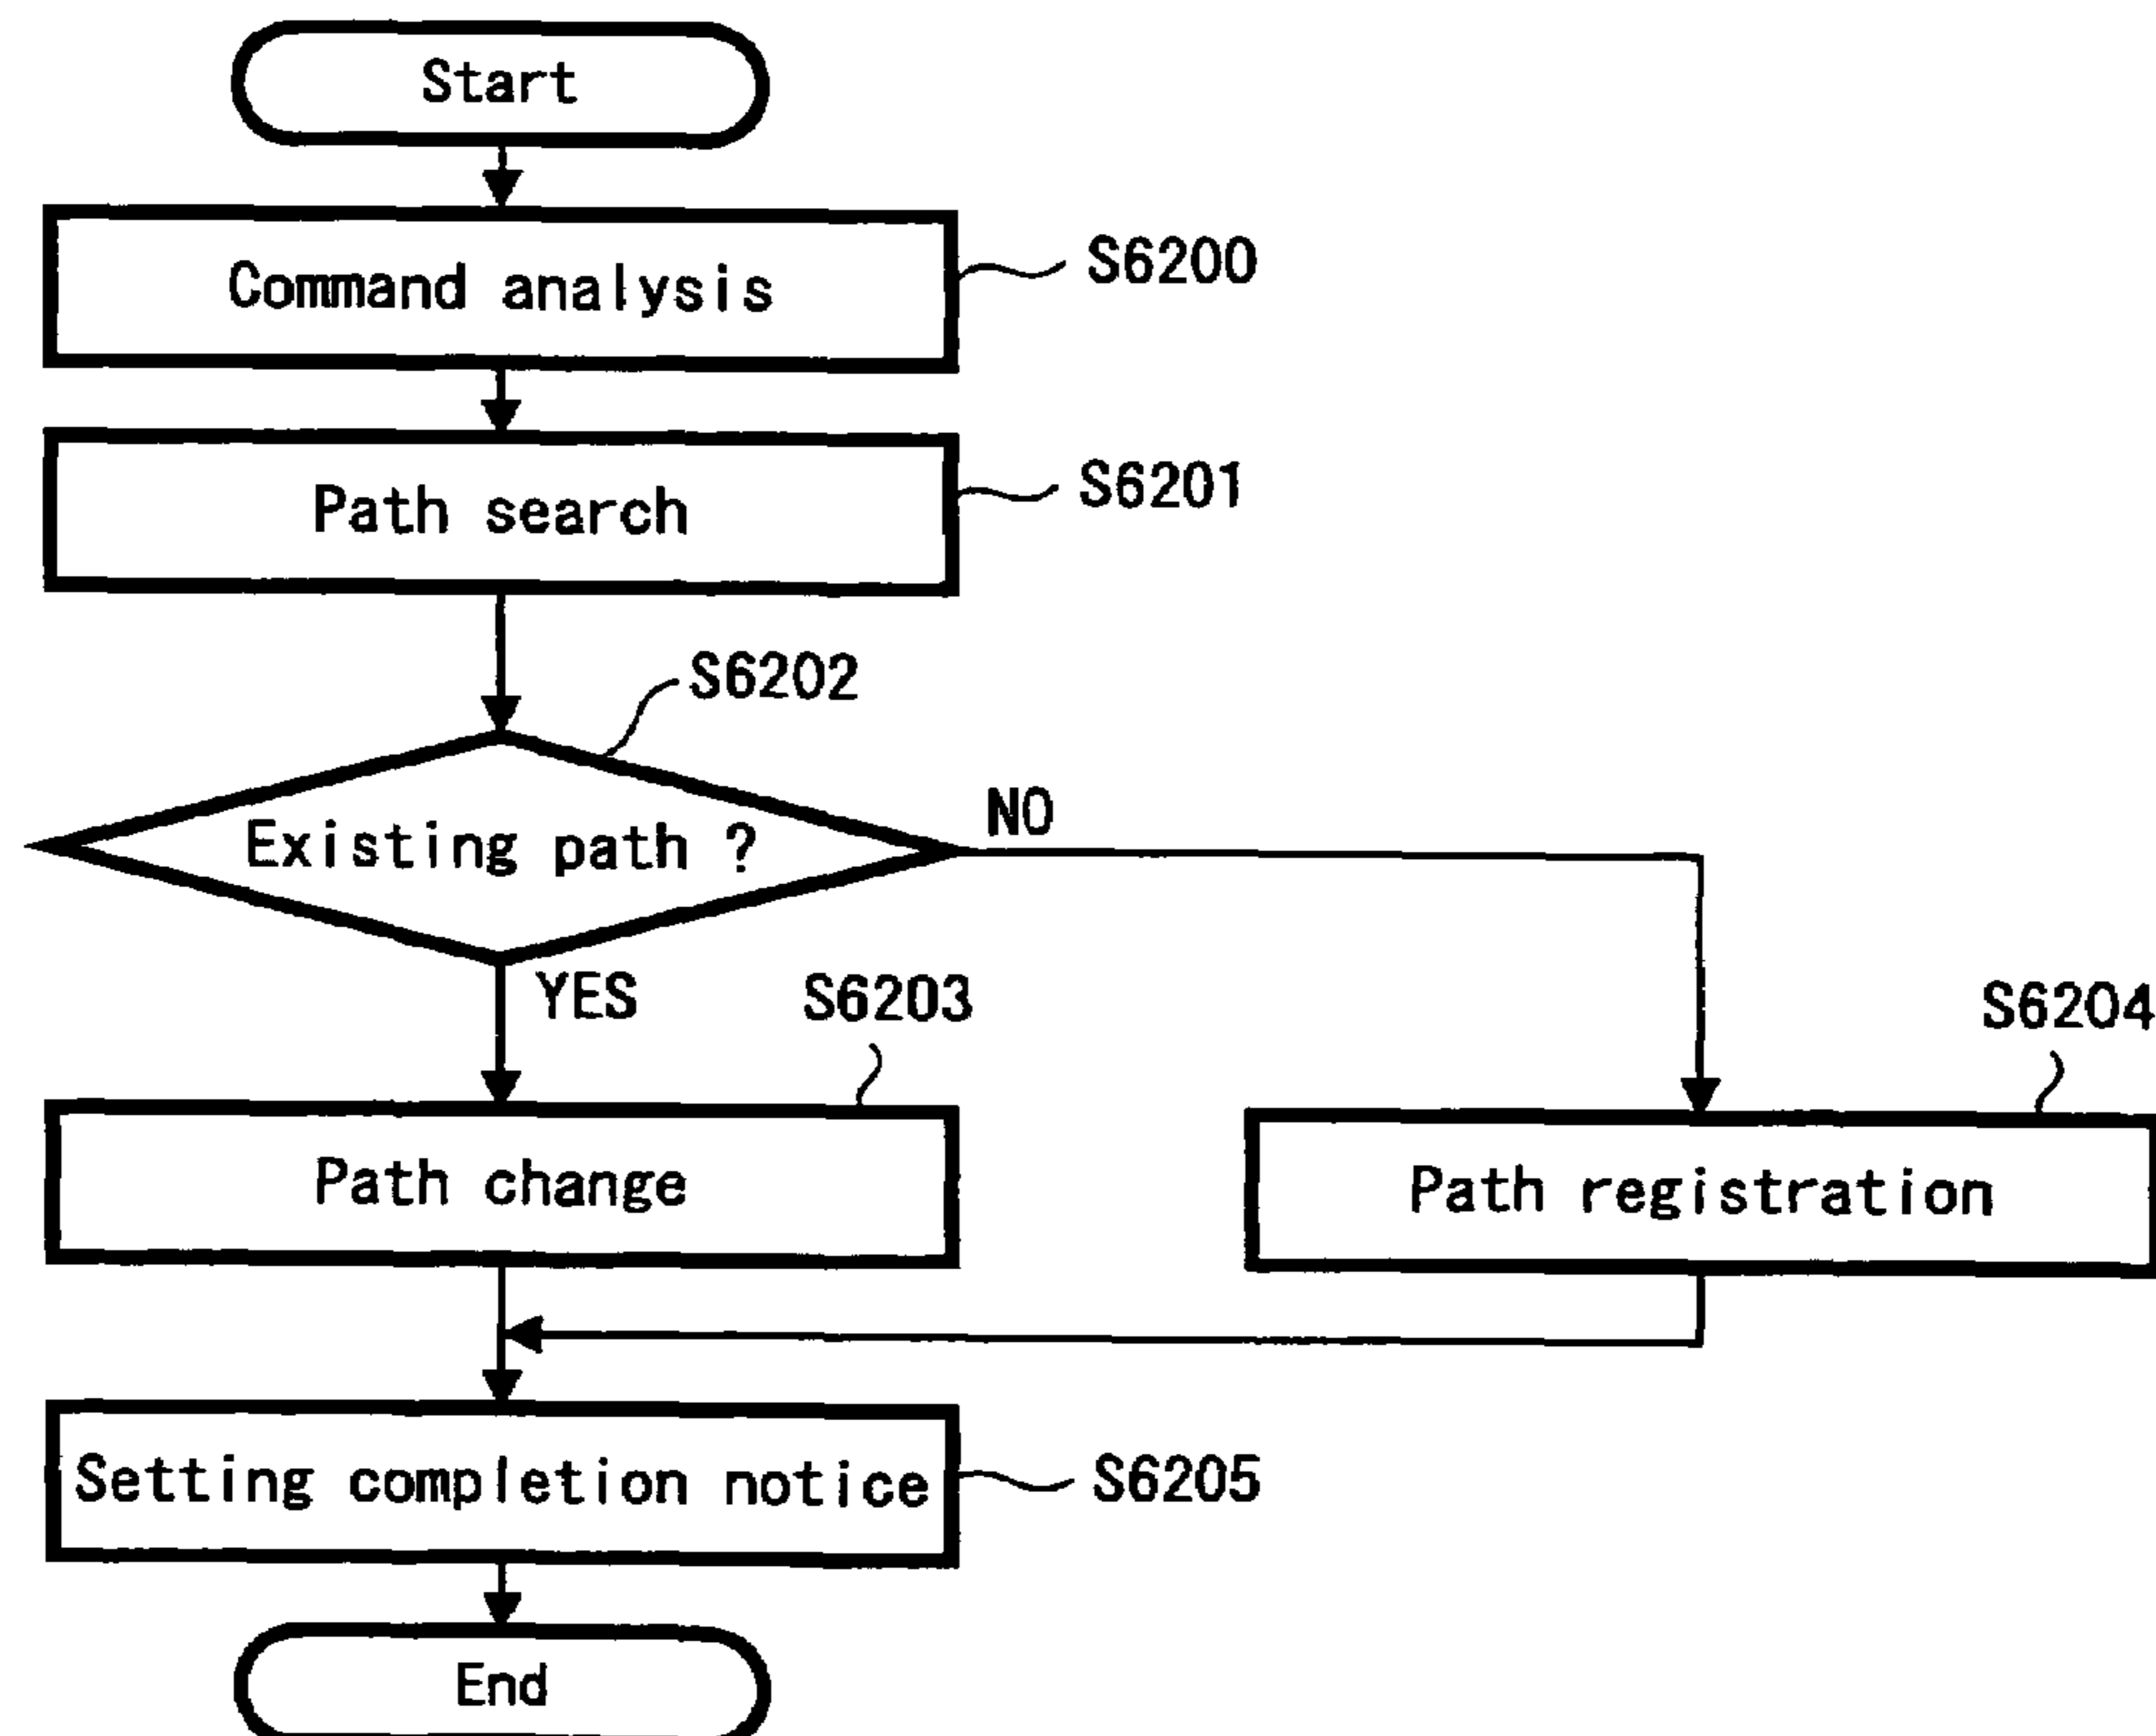 Start
Command analysis
S6200
Path search
S6201
S6202
Existing path ?
NO
YES
S6203
S6204
Path change
Path registration
Setting completion notice
S6205
End